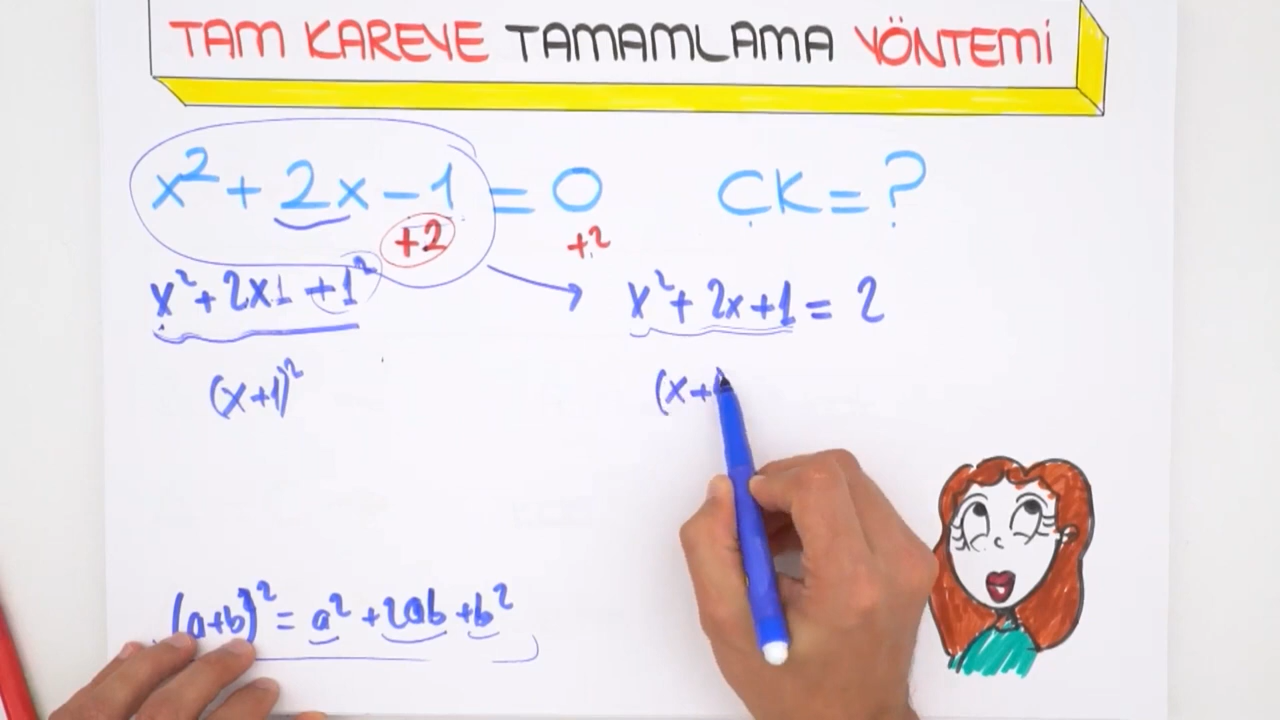 TAM KAREYE TAMAMLAMA YÖNTEMİ
x² + 2x - 1 = 0 ÇK = ?
+2 +2
x² + 2x1 + 1² x² + 2x + 1 = 2
(x+1)² (x+
(a+b)² = a² + 2ab + b²